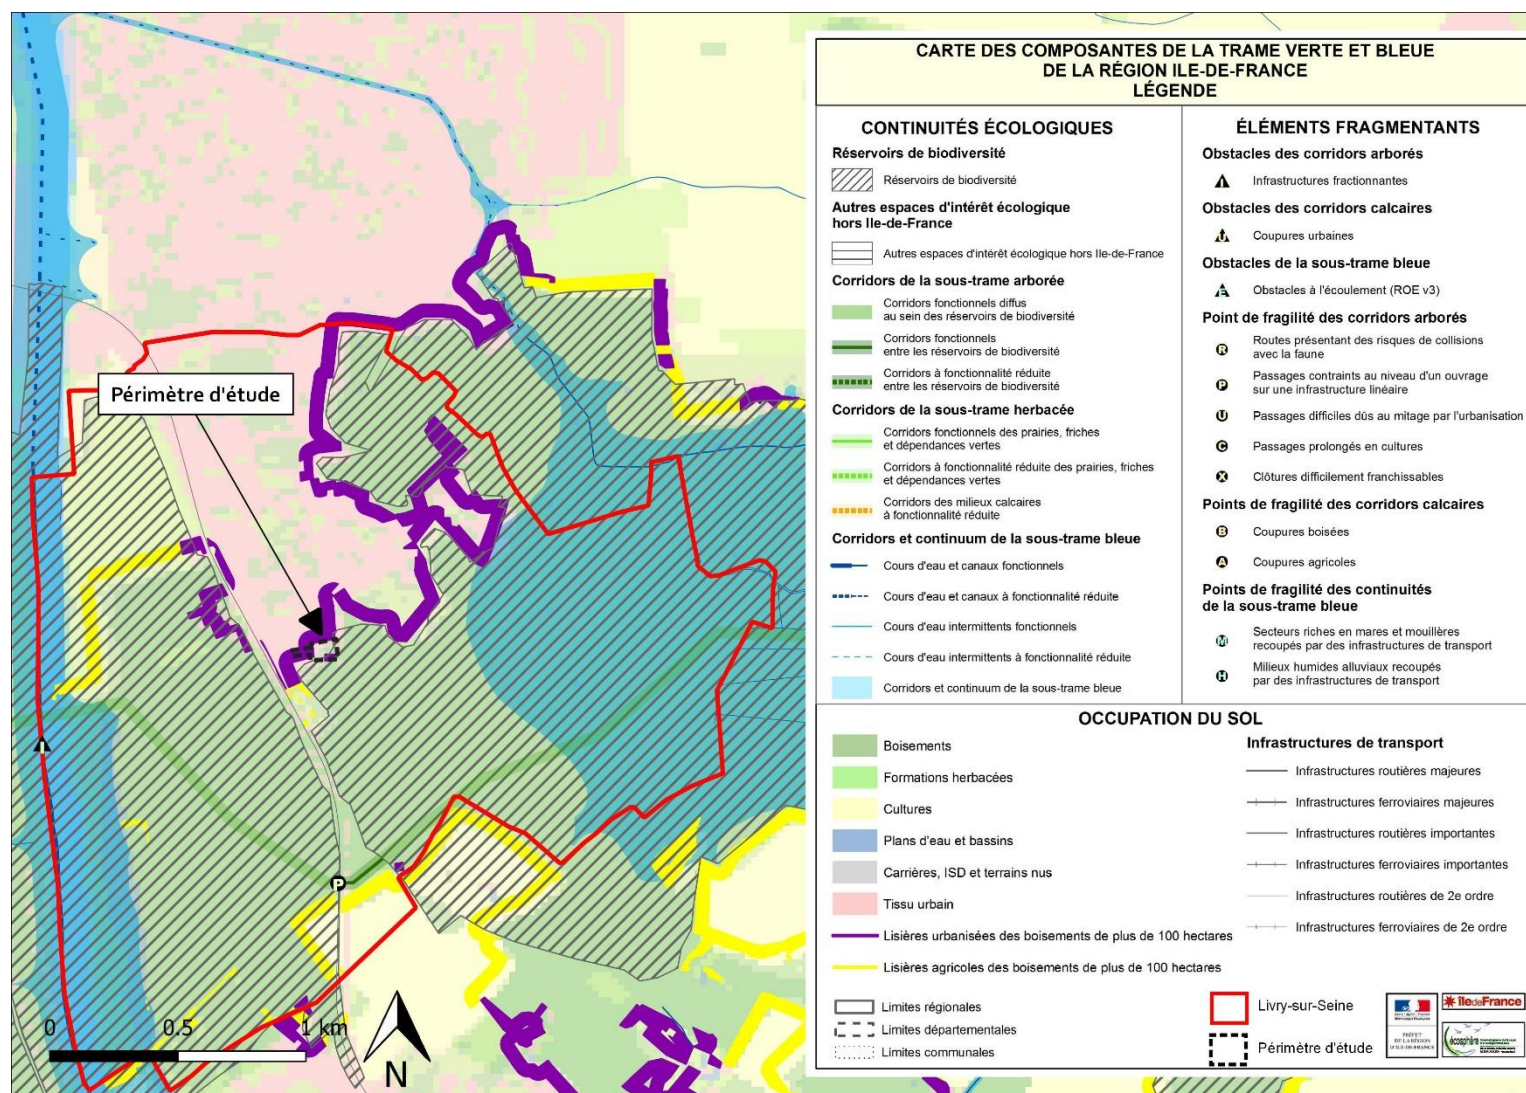 Périmètre d'étude
P
0
0.5
1 km
N
CARTE DES COMPOSANTES DE LA TRAME VERTE ET BLEUE
DE LA RÉGION ILE-DE-FRANCE
LÉGENDE
CONTINUITÉS ÉCOLOGIQUES
Réservoirs de biodiversité
Réservoirs de biodiversité
Autres espaces d'intérêt écologique
hors Ile-de-France
Autres espaces d'intérêt écologique hors Ile-de-France
Corridors de la sous-trame arborée
Corridors fonctionnels diffus
au sein des réservoirs de biodiversité
Corridors fonctionnels
entre les réservoirs de biodiversité
Corridors à fonctionnalité réduite
entre les réservoirs de biodiversité
Corridors de la sous-trame herbacée
Corridors fonctionnels des prairies, friches
et dépendances vertes
Corridors à fonctionnalité réduite des prairies, friches
et dépendances vertes
Corridors des milieux calcaires
à fonctionnalité réduite
Corridors et continuum de la sous-trame bleue
Cours d'eau et canaux fonctionnels
Cours d'eau et canaux à fonctionnalité réduite
Cours d'eau intermittents fonctionnels
Cours d'eau intermittents à fonctionnalité réduite
Corridors et continuum de la sous-trame bleue
ÉLÉMENTS FRAGMENTANTS
Obstacles des corridors arborés
Infrastructures fractionnantes
Obstacles des corridors calcaires
Coupures urbaines
Obstacles de la sous-trame bleue
Obstacles à l'écoulement (ROE v3)
Point de fragilité des corridors arborés
R
Routes présentant des risques de collisions
avec la faune
P
Passages contraints au niveau d'un ouvrage
sur une infrastructure linéaire
U
Passages difficiles dûs au mitage par l'urbanisation
C
Passages prolongés en cultures
X
Clôtures difficilement franchissables
Points de fragilité des corridors calcaires
B
Coupures boisées
A
Coupures agricoles
Points de fragilité des continuités
de la sous-trame bleue
M
Secteurs riches en mares et mouillères
recoupés par des infrastructures de transport
H
Milieux humides alluviaux recoupés
par des infrastructures de transport
OCCUPATION DU SOL
Boisements
Formations herbacées
Cultures
Plans d'eau et bassins
Carrières, ISD et terrains nus
Tissu urbain
Lisières urbanisées des boisements de plus de 100 hectares
Lisières agricoles des boisements de plus de 100 hectares
Limites régionales
Limites départementales
Limites communales
Infrastructures de transport
Infrastructures routières majeures
Infrastructures ferroviaires majeures
Infrastructures routières importantes
Infrastructures ferroviaires importantes
Infrastructures routières de 2e ordre
Infrastructures ferroviaires de 2e ordre
Livry-sur-Seine
Périmètre d'étude
PRÉFET
DE LA RÉGION
D'ILE-DE-FRANCE
îledeFrance
écosphère